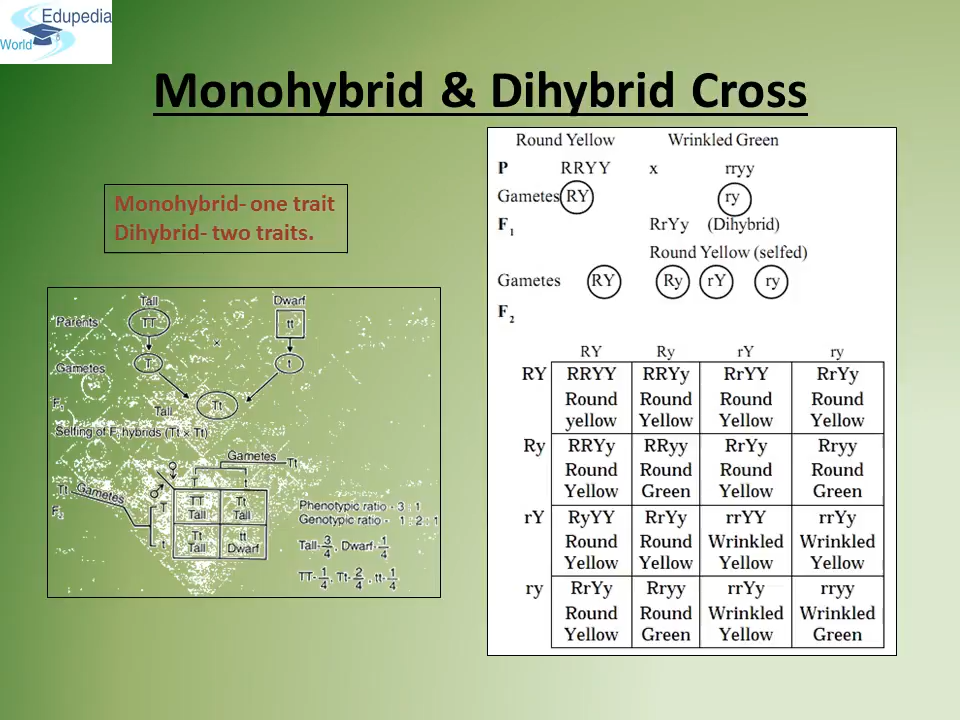 Edupedia
World
Monohybrid & Dihybrid Cross
Monohybrid- one trait
Dihybrid- two traits.
Tall Dwarf
Parents TT tt
×
Gametes T t
F₁ Tall Tt
Selfing of F₁ hybrids (Tt × Tt)
Gametes Tt
♀ T t
Tt Gametes ♂
F₂
T TT Tt
Tall Tall
t Tt tt
Tall Dwarf
Phenotypic ratio - 3 : 1
Genotypic ratio - 1 : 2 : 1
Tall-3/4, Dwarf-1/4
TT-1/4, Tt-2/4, tt-1/4
Round Yellow Wrinkled Green
P RRYY x rryy
Gametes RY ry
F₁ RrYy (Dihybrid)
Round Yellow (selfed)
Gametes RY Ry rY ry
F₂
RY Ry rY ry
RY RRYY RRYy RrYY RrYy
Round Round Round Round
yellow Yellow Yellow Yellow
Ry RRYy RRyy RrYy Rryy
Round Round Round Round
Yellow Green Yellow Green
rY RyYY RrYy rrYY rrYy
Round Round Wrinkled Wrinkled
Yellow Yellow Yellow Yellow
ry RrYy Rryy rrYy rryy
Round Round Wrinkled Wrinkled
Yellow Green Yellow Green